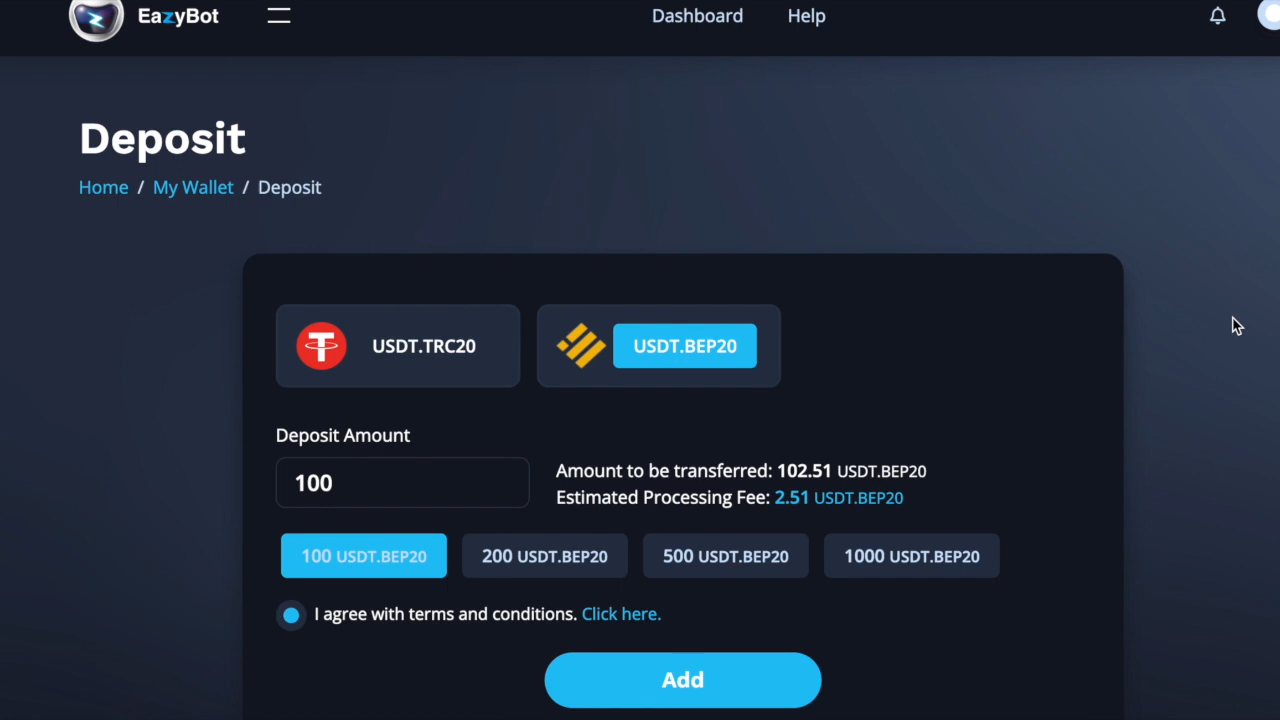 EazyBot
Dashboard
Help
Deposit
Home / My Wallet / Deposit
USDT.TRC20
USDT.BEP20
Deposit Amount
100
Amount to be transferred: 102.51 USDT.BEP20
Estimated Processing Fee: 2.51 USDT.BEP20
100 USDT.BEP20
200 USDT.BEP20
500 USDT.BEP20
1000 USDT.BEP20
I agree with terms and conditions. Click here.
Add